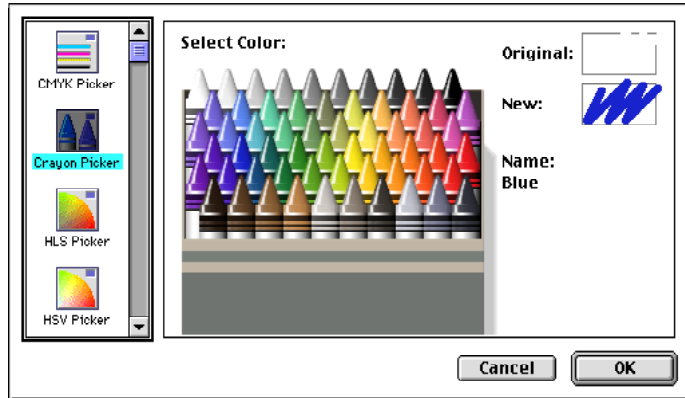 CMYK Picker
Crayon Picker
HLS Picker
HSV Picker
Select Color:
Original:
New:
Name:
Blue
Cancel
OK